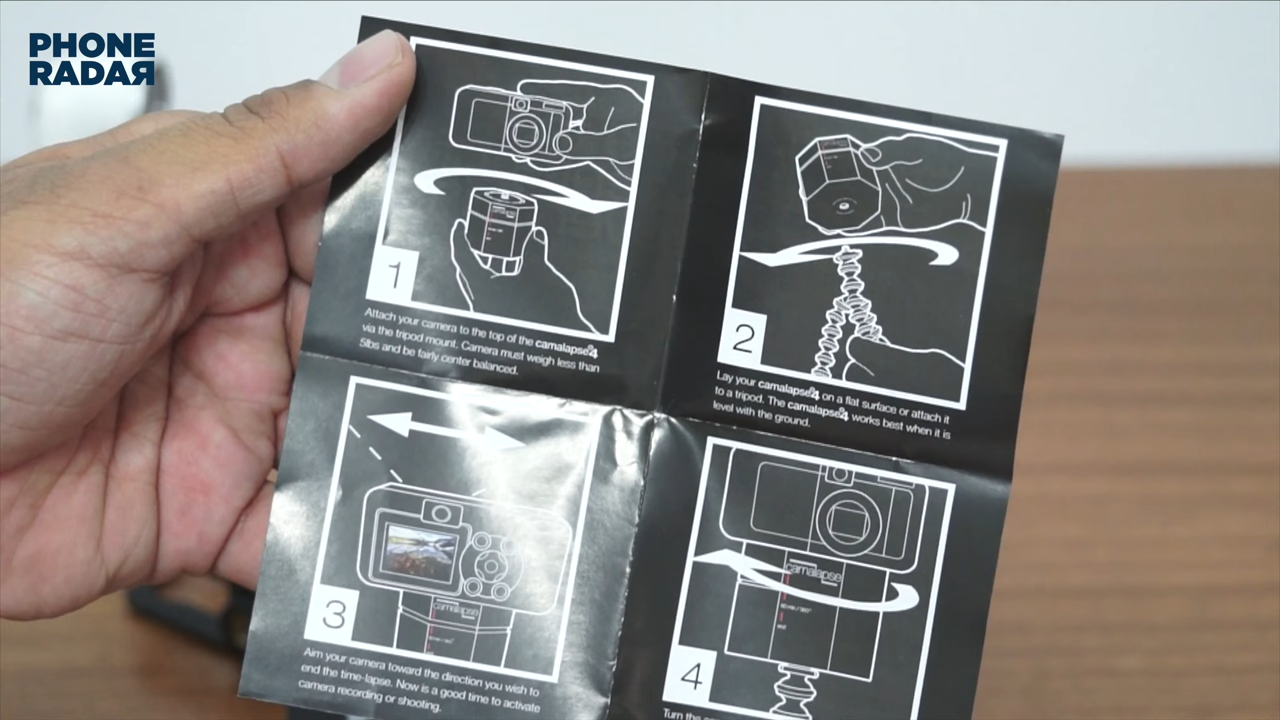 PHONE
RADAR
1
Attach your camera to the top of the camalapse4
via the tripod mount. Camera must weigh less than
5lbs and be fairly center balanced.
2
Lay your camalapse4 on a flat surface or attach it
to a tripod. The camalapse4 works best when it is
level with the ground.
camalapse
3
Aim your camera toward the direction you wish to
end the time-lapse. Now is a good time to activate
camera recording or shooting.
camalapse
4
Turn the